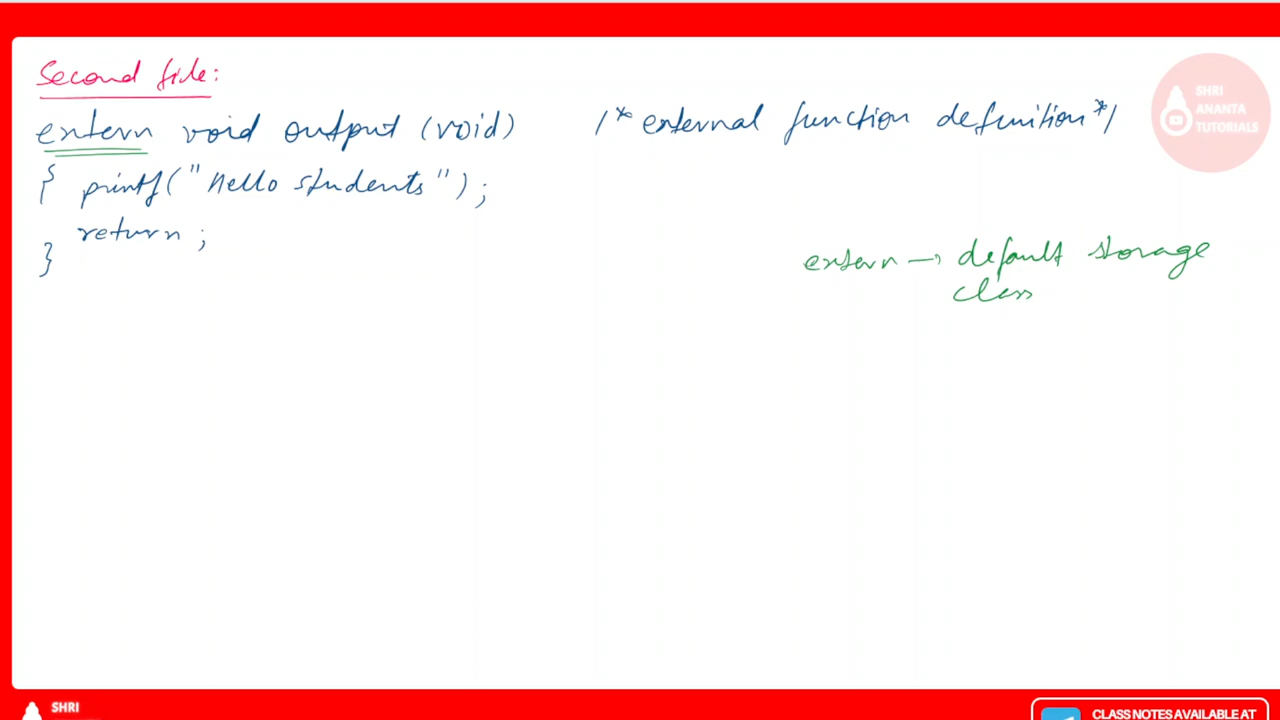 Second file:
SHRI
ANANTA
TUTORIALS
extern void output (void) /* external function definition */
{ printf("Hello students");
return ;
}
extern → default storage
class
SHRI
CLASS NOTES AVAILABLE AT